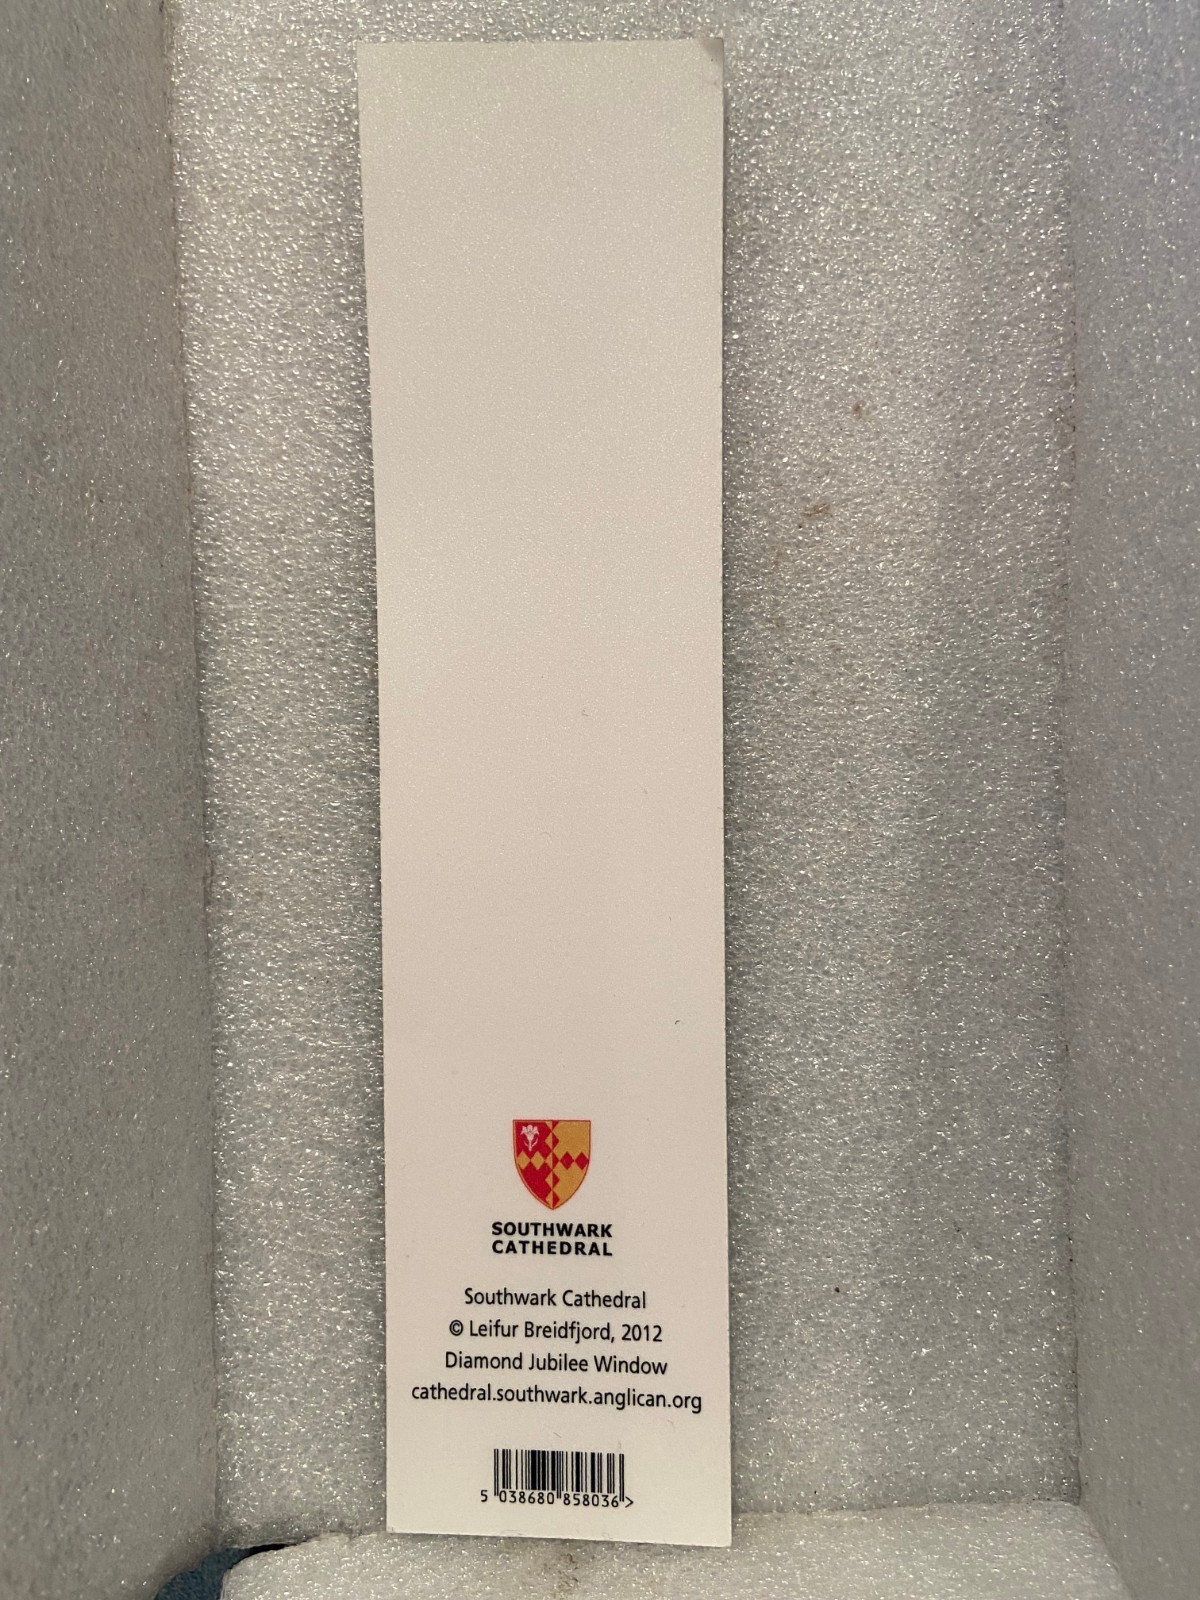 SOUTHWARK
CATHEDRAL
Southwark Cathedral
© Leifur Breidfjord, 2012
Diamond Jubilee Window
cathedral.southwark.anglican.org
5 038680 858036 >